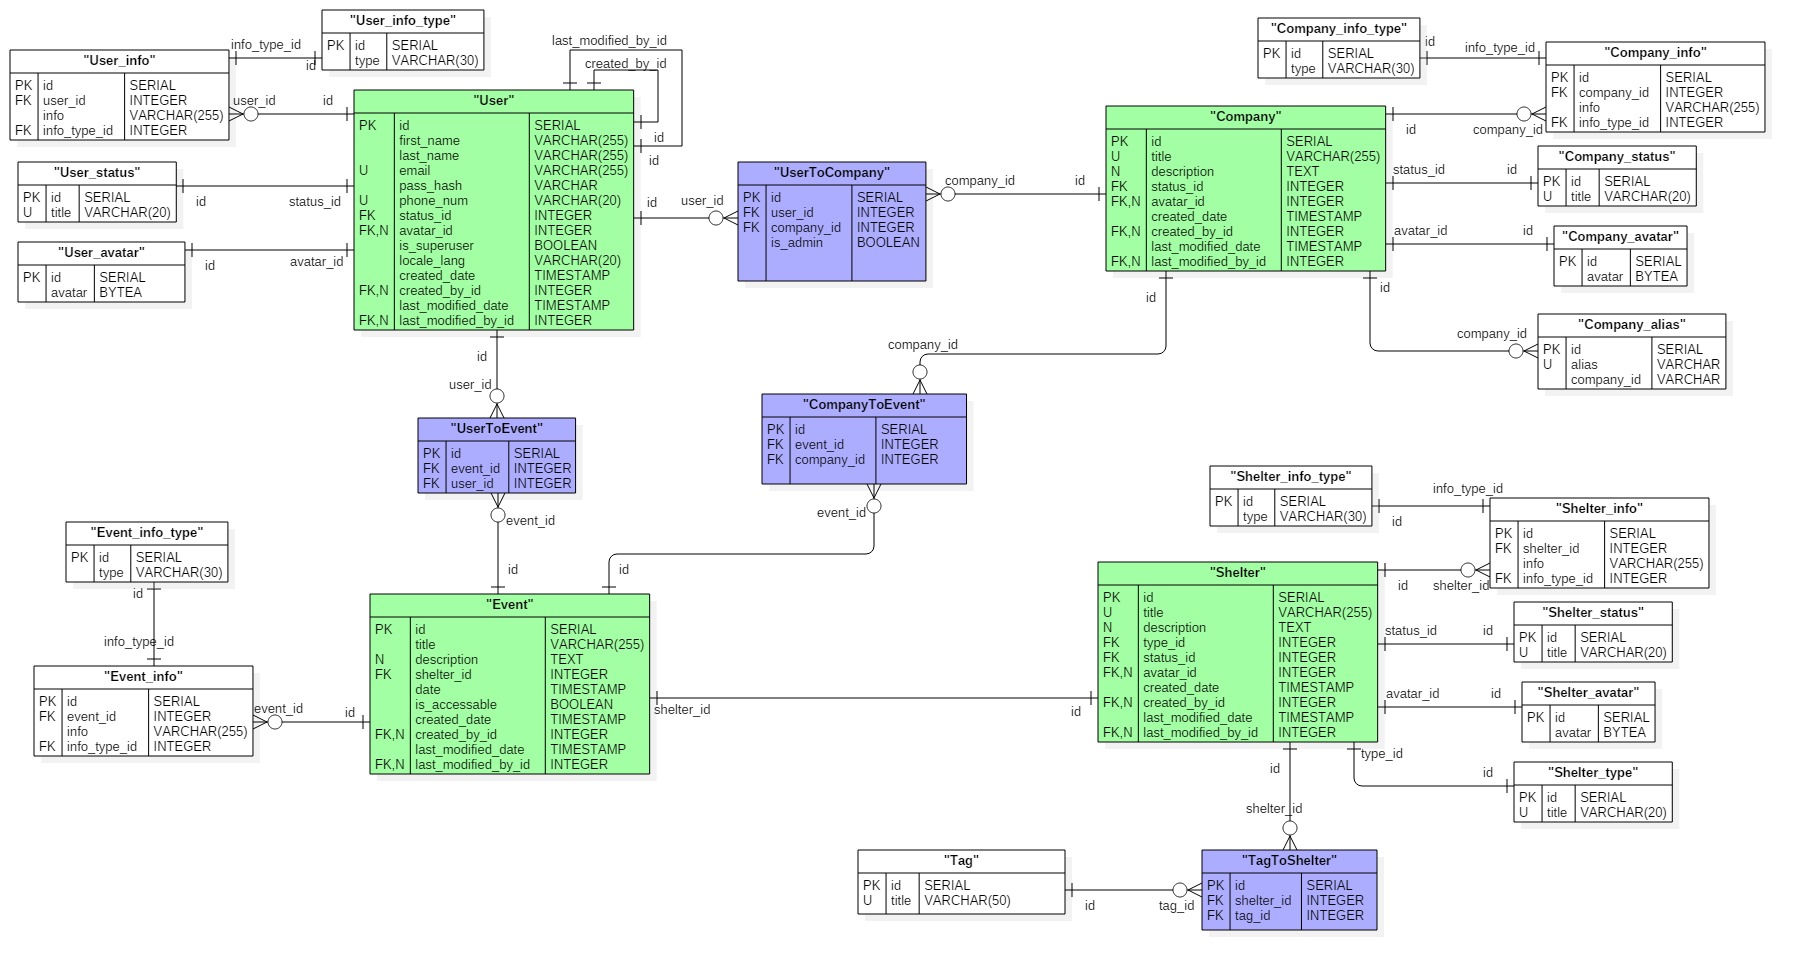 "User_info_type"
PK id SERIAL
type VARCHAR(30)
"User_info"
PK id SERIAL
FK user_id INTEGER
info VARCHAR(255)
FK info_type_id INTEGER
info_type_id
id
user_id
id
last_modified_by_id
created_by_id
id
id
"User"
PK id SERIAL
first_name VARCHAR(255)
last_name VARCHAR(255)
U email VARCHAR(255)
pass_hash VARCHAR
U phone_num VARCHAR(20)
FK status_id INTEGER
FK,N avatar_id INTEGER
is_superuser BOOLEAN
locale_lang VARCHAR(20)
created_date TIMESTAMP
FK,N created_by_id INTEGER
last_modified_date TIMESTAMP
FK,N last_modified_by_id INTEGER
"User_status"
PK id SERIAL
U title VARCHAR(20)
id
status_id
"User_avatar"
PK id SERIAL
avatar BYTEA
id
avatar_id
id
user_id
"UserToCompany"
PK id SERIAL
FK user_id INTEGER
FK company_id INTEGER
is_admin BOOLEAN
company_id
id
"Company_info_type"
PK id SERIAL
type VARCHAR(30)
id
info_type_id
"Company_info"
PK id SERIAL
FK company_id INTEGER
info VARCHAR(255)
FK info_type_id INTEGER
id
company_id
"Company"
PK id SERIAL
U title VARCHAR(255)
N description TEXT
FK status_id INTEGER
FK,N avatar_id INTEGER
created_date TIMESTAMP
FK,N created_by_id INTEGER
last_modified_date TIMESTAMP
FK,N last_modified_by_id INTEGER
status_id
id
"Company_status"
PK id SERIAL
U title VARCHAR(20)
avatar_id
id
"Company_avatar"
PK id SERIAL
avatar BYTEA
id
company_id
"Company_alias"
PK id SERIAL
U alias VARCHAR
company_id VARCHAR
id
company_id
id
user_id
"UserToEvent"
PK id SERIAL
FK event_id INTEGER
FK user_id INTEGER
event_id
id
"CompanyToEvent"
PK id SERIAL
FK event_id INTEGER
FK company_id INTEGER
event_id
id
"Event_info_type"
PK id SERIAL
type VARCHAR(30)
id
info_type_id
"Event_info"
PK id SERIAL
FK event_id INTEGER
info VARCHAR(255)
FK info_type_id INTEGER
event_id
id
"Event"
PK id SERIAL
title VARCHAR(255)
N description TEXT
FK shelter_id INTEGER
date TIMESTAMP
is_accessable BOOLEAN
created_date TIMESTAMP
FK,N created_by_id INTEGER
last_modified_date TIMESTAMP
FK,N last_modified_by_id INTEGER
shelter_id
id
"Shelter_info_type"
PK id SERIAL
type VARCHAR(30)
info_type_id
id
"Shelter_info"
PK id SERIAL
FK shelter_id INTEGER
info VARCHAR(255)
FK info_type_id INTEGER
id
shelter_id
"Shelter"
PK id SERIAL
U title VARCHAR(255)
N description TEXT
FK type_id INTEGER
FK status_id INTEGER
FK,N avatar_id INTEGER
created_date TIMESTAMP
FK,N created_by_id INTEGER
last_modified_date TIMESTAMP
FK,N last_modified_by_id INTEGER
status_id
id
"Shelter_status"
PK id SERIAL
U title VARCHAR(20)
avatar_id
id
"Shelter_avatar"
PK id SERIAL
avatar BYTEA
type_id
id
"Shelter_type"
PK id SERIAL
U title VARCHAR(20)
id
shelter_id
"Tag"
PK id SERIAL
U title VARCHAR(50)
id
tag_id
"TagToShelter"
PK id SERIAL
FK shelter_id INTEGER
FK tag_id INTEGER